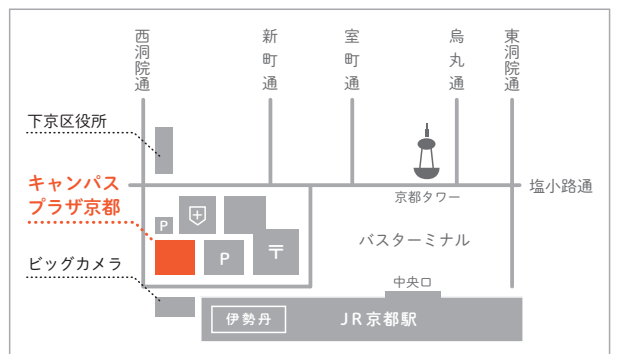 西洞院通
新町通
室町通
烏丸通
東洞院通
下京区役所
キャンパス
プラザ京都
塩小路通
京都タワー
P
P
〒
バスターミナル
ビッグカメラ
中央口
伊勢丹
JR京都駅